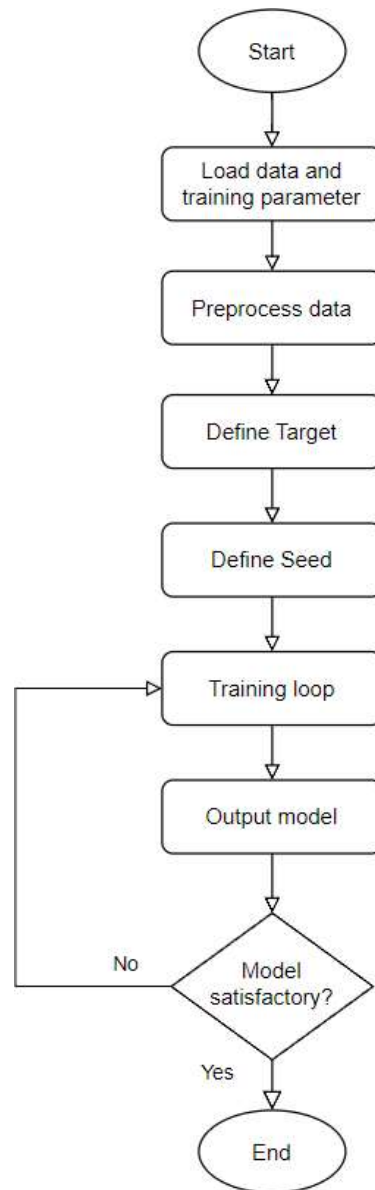 Start
Load data and
training parameter
Preprocess data
Define Target
Define Seed
Training loop
Output model
No
Model
satisfactory?
Yes
End